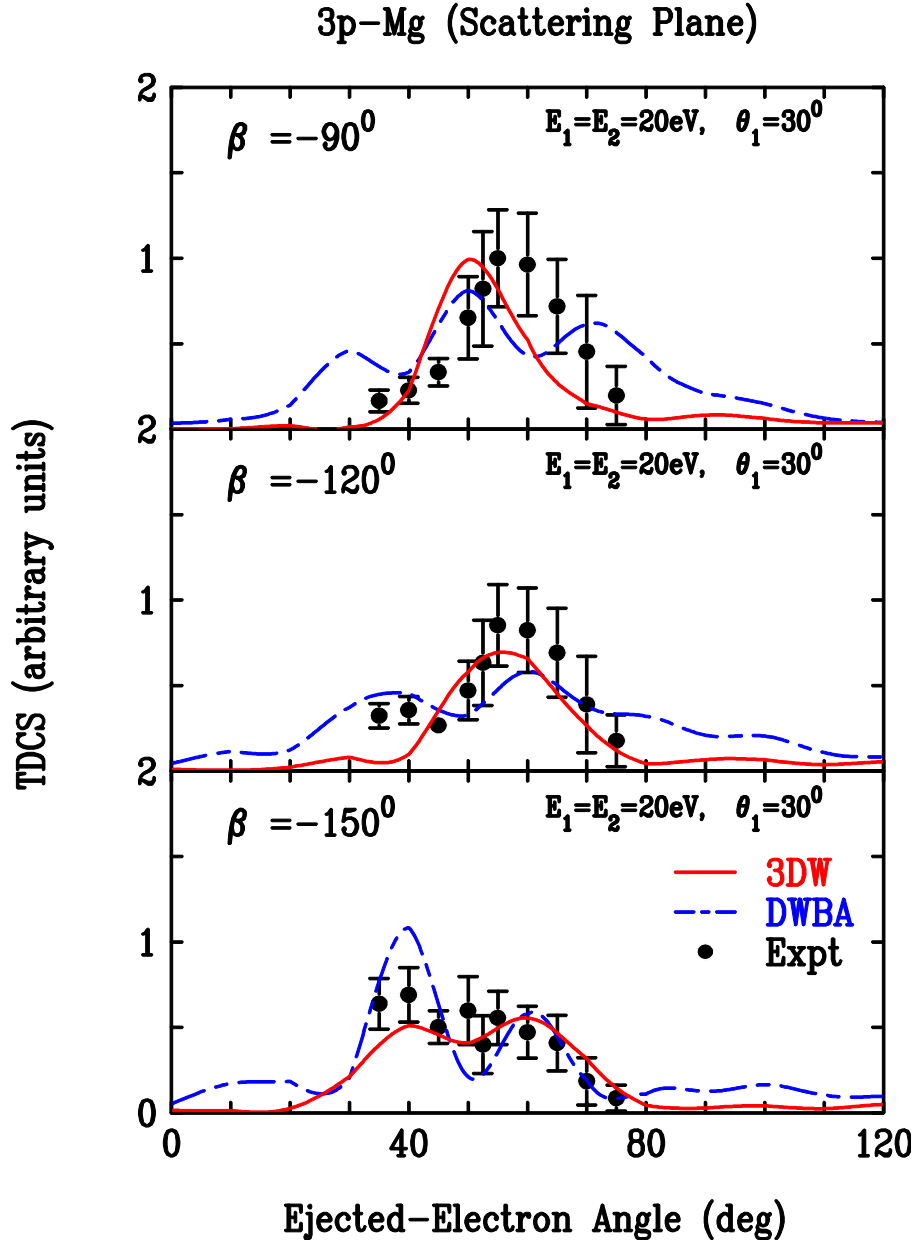 3p-Mg (Scattering Plane)
2
β =-90⁰
E₁=E₂=20eV, θ₁=30⁰
1
2
β =-120⁰
E₁=E₂=20eV, θ₁=30⁰
1
TDCS (arbitrary units)
2
β =-150⁰
E₁=E₂=20eV, θ₁=30⁰
3DW
DWBA
1
Expt
0
0 40 80 120
Ejected-Electron Angle (deg)